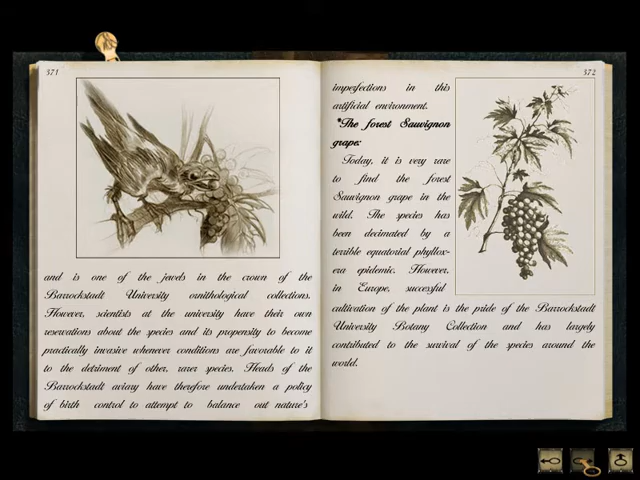 371
and is one of the jewels in the crown of the
Barrockstadt University ornithological collections.
However, scientists at the university have their own
reservations about the species and its propensity to become
practically invasive whenever conditions are favorable to it
to the detriment of other, rarer species. Heads of the
Barrockstadt aviary have therefore undertaken a policy
of birth control to attempt to balance out nature's
372
imperfections in this
artificial environment.
*The forest Sauvignon
grape:
Today, it is very rare
to find the forest
Sauvignon grape in the
wild. The species has
been decimated by a
terrible equatorial phyllox-
era epidemic. However,
in Europe, successful
cultivation of the plant is the pride of the Barrockstadt
University Botany Collection and has largely
contributed to the survival of the species around the
world.